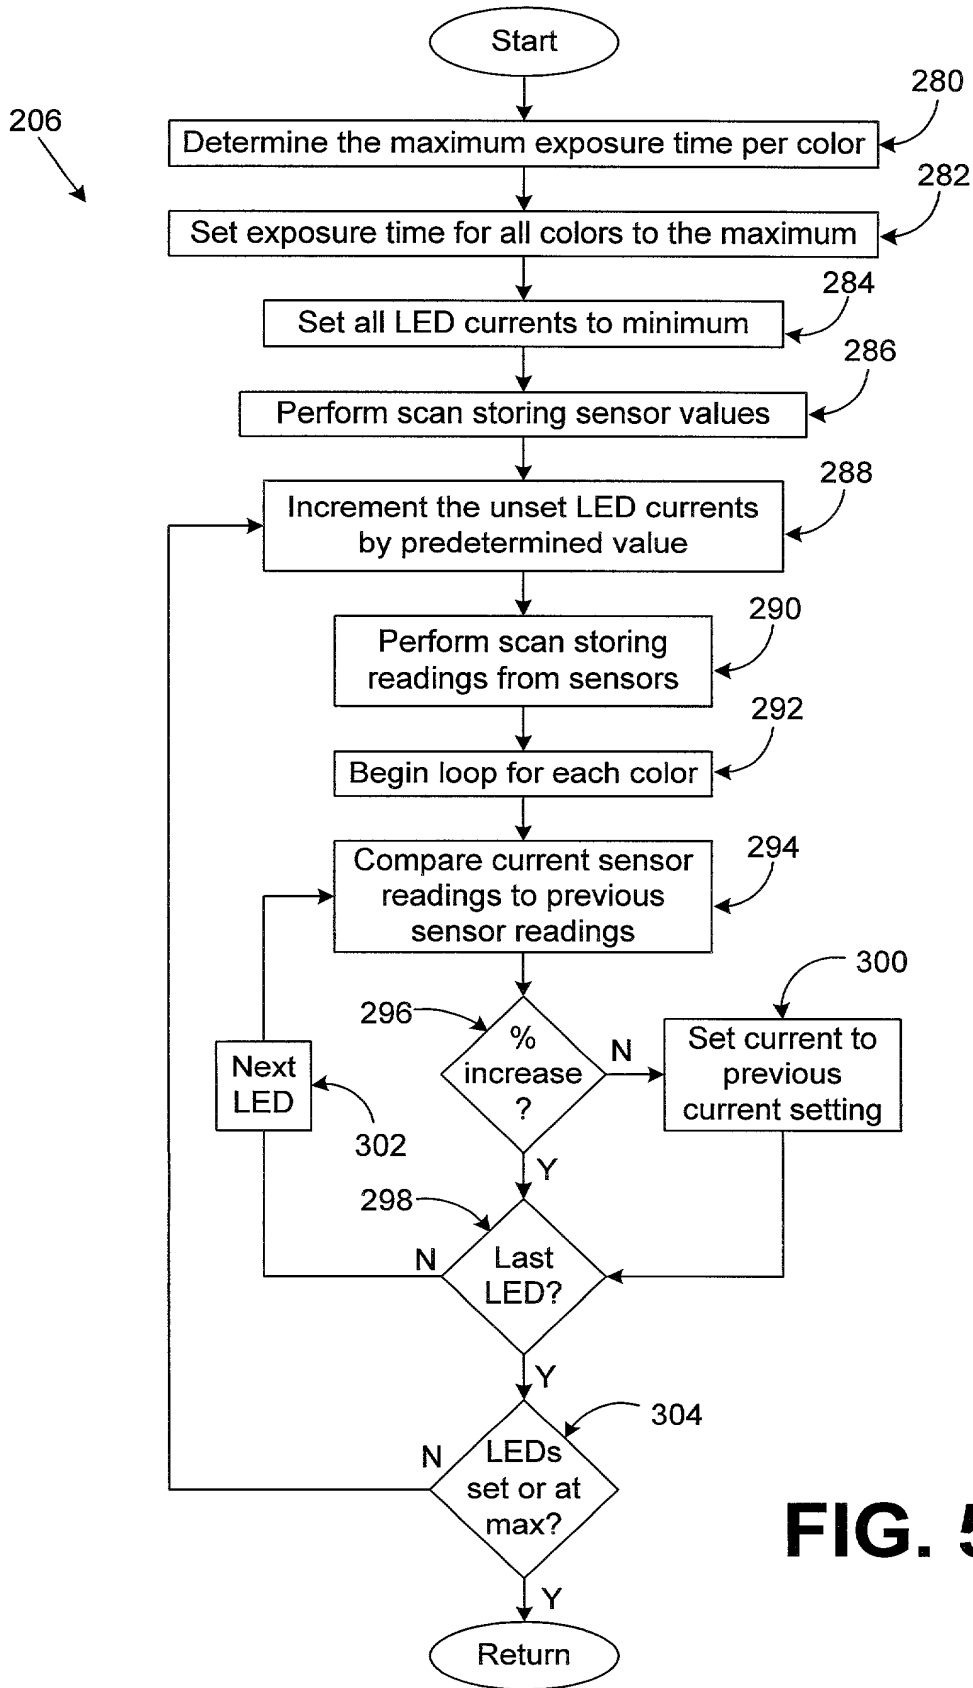 Start
280
206
Determine the maximum exposure time per color
282
Set exposure time for all colors to the maximum
284
Set all LED currents to minimum
286
Perform scan storing sensor values
288
Increment the unset LED currents
by predetermined value
290
Perform scan storing
readings from sensors
292
Begin loop for each color
294
Compare current sensor
readings to previous
sensor readings
300
296
%
increase
?
N
Set current to
previous
current setting
Next
LED
302
Y
298
N
Last
LED?
Y
304
N
LEDs
set or at
max?
FIG. 5
Y
Return